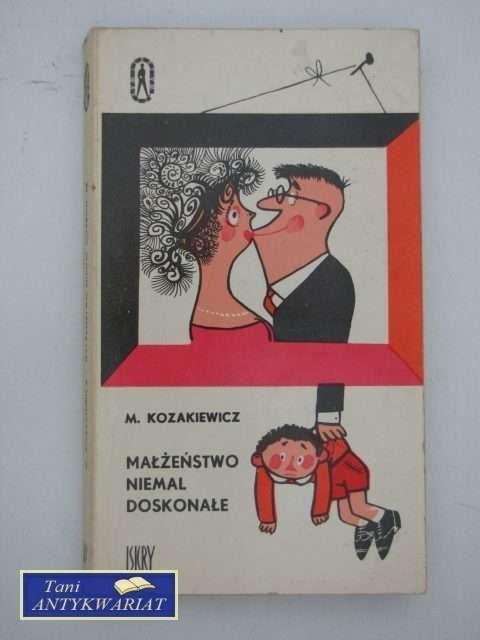 M. KOZAKIEWICZ
MAŁŻEŃSTWO
NIEMAL
DOSKONAŁE
ISKRY
Tani
ANTYKWARIAT